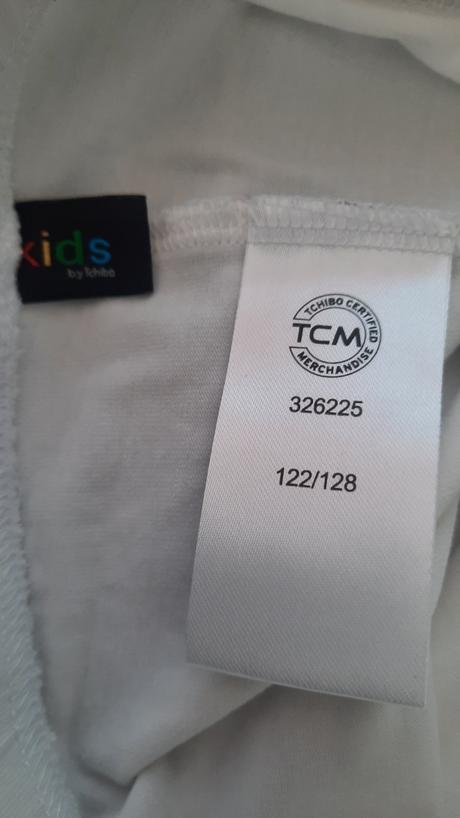 kids
by Tchibo
TCHIBO CERTIFIED
TCM
MERCHANDISE
326225
122/128